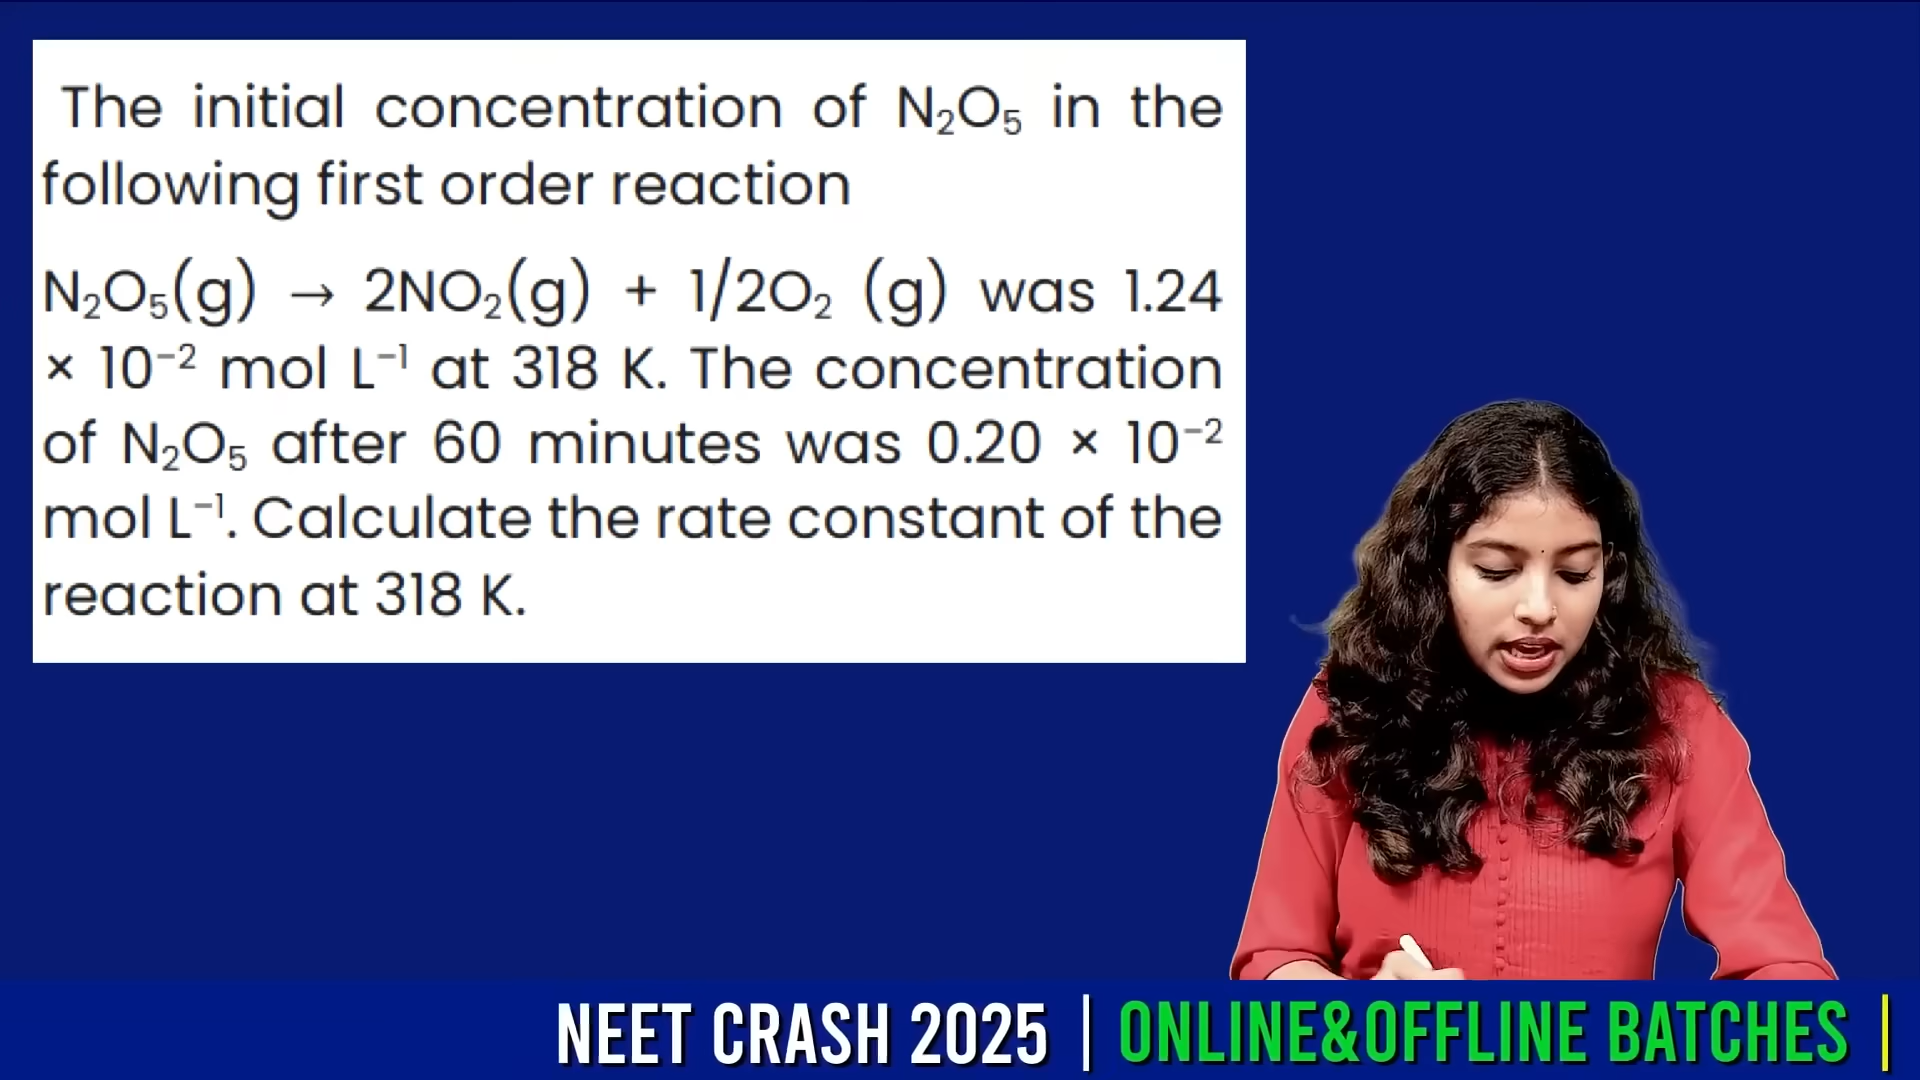 The initial concentration of N₂O₅ in the
following first order reaction
N₂O₅(g) → 2NO₂(g) + 1/2O₂ (g) was 1.24
× 10⁻² mol L⁻¹ at 318 K. The concentration
of N₂O₅ after 60 minutes was 0.20 × 10⁻²
mol L⁻¹. Calculate the rate constant of the
reaction at 318 K.
NEET CRASH 2025 | ONLINE&OFFLINE BATCHES |